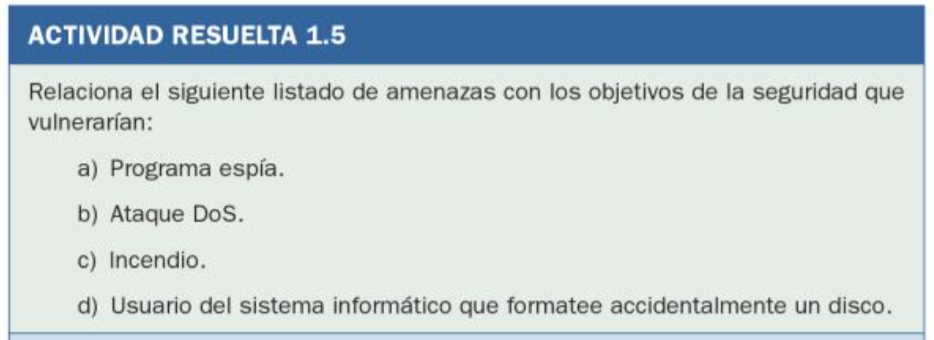 ACTIVIDAD RESUELTA 1.5
Relaciona el siguiente listado de amenazas con los objetivos de la seguridad que
vulnerarían:
a) Programa espía.
b) Ataque DoS.
c) Incendio.
d) Usuario del sistema informático que formatee accidentalmente un disco.